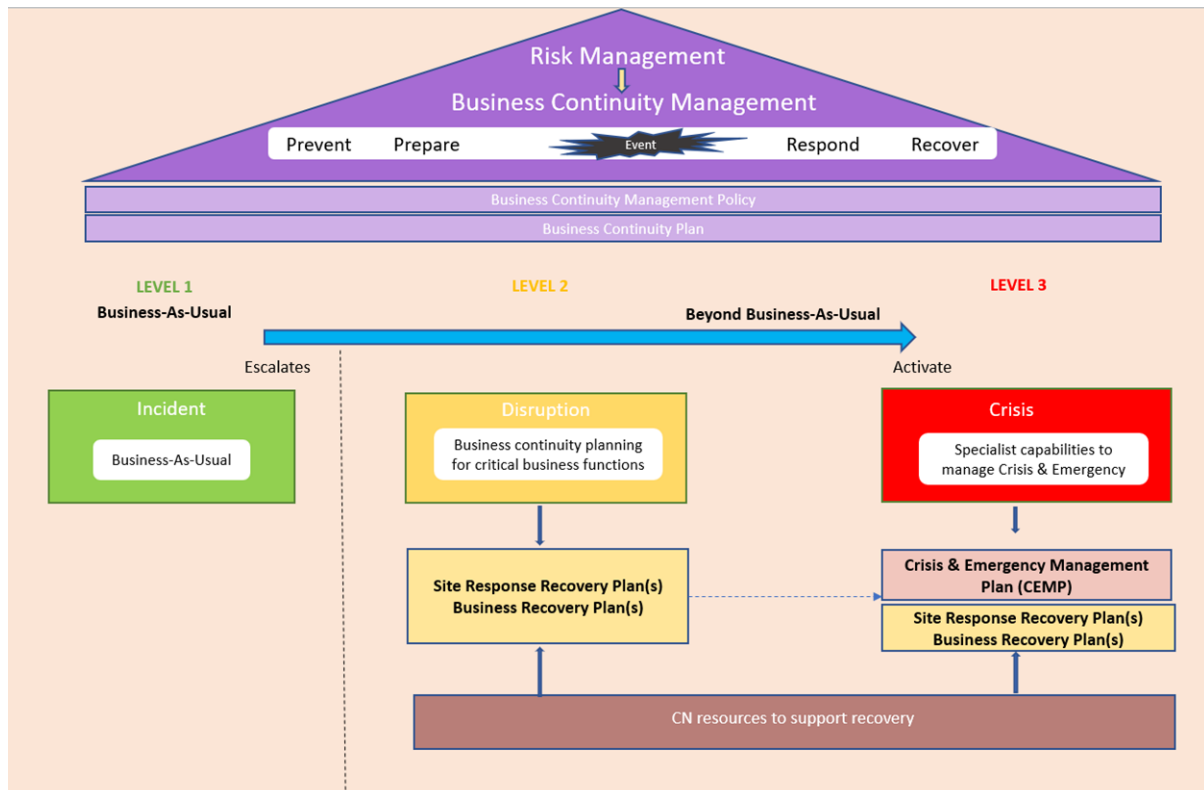 Risk Management
Business Continuity Management
Prevent Prepare Event Respond Recover
Business Continuity Management Policy
Business Continuity Plan
LEVEL 1 LEVEL 2 LEVEL 3
Business-As-Usual Beyond Business-As-Usual
Escalates Activate
Incident
Business-As-Usual
Disruption
Business continuity planning
for critical business functions
Crisis
Specialist capabilities to
manage Crisis & Emergency
Site Response Recovery Plan(s)
Business Recovery Plan(s)
Crisis & Emergency Management
Plan (CEMP)
Site Response Recovery Plan(s)
Business Recovery Plan(s)
CN resources to support recovery